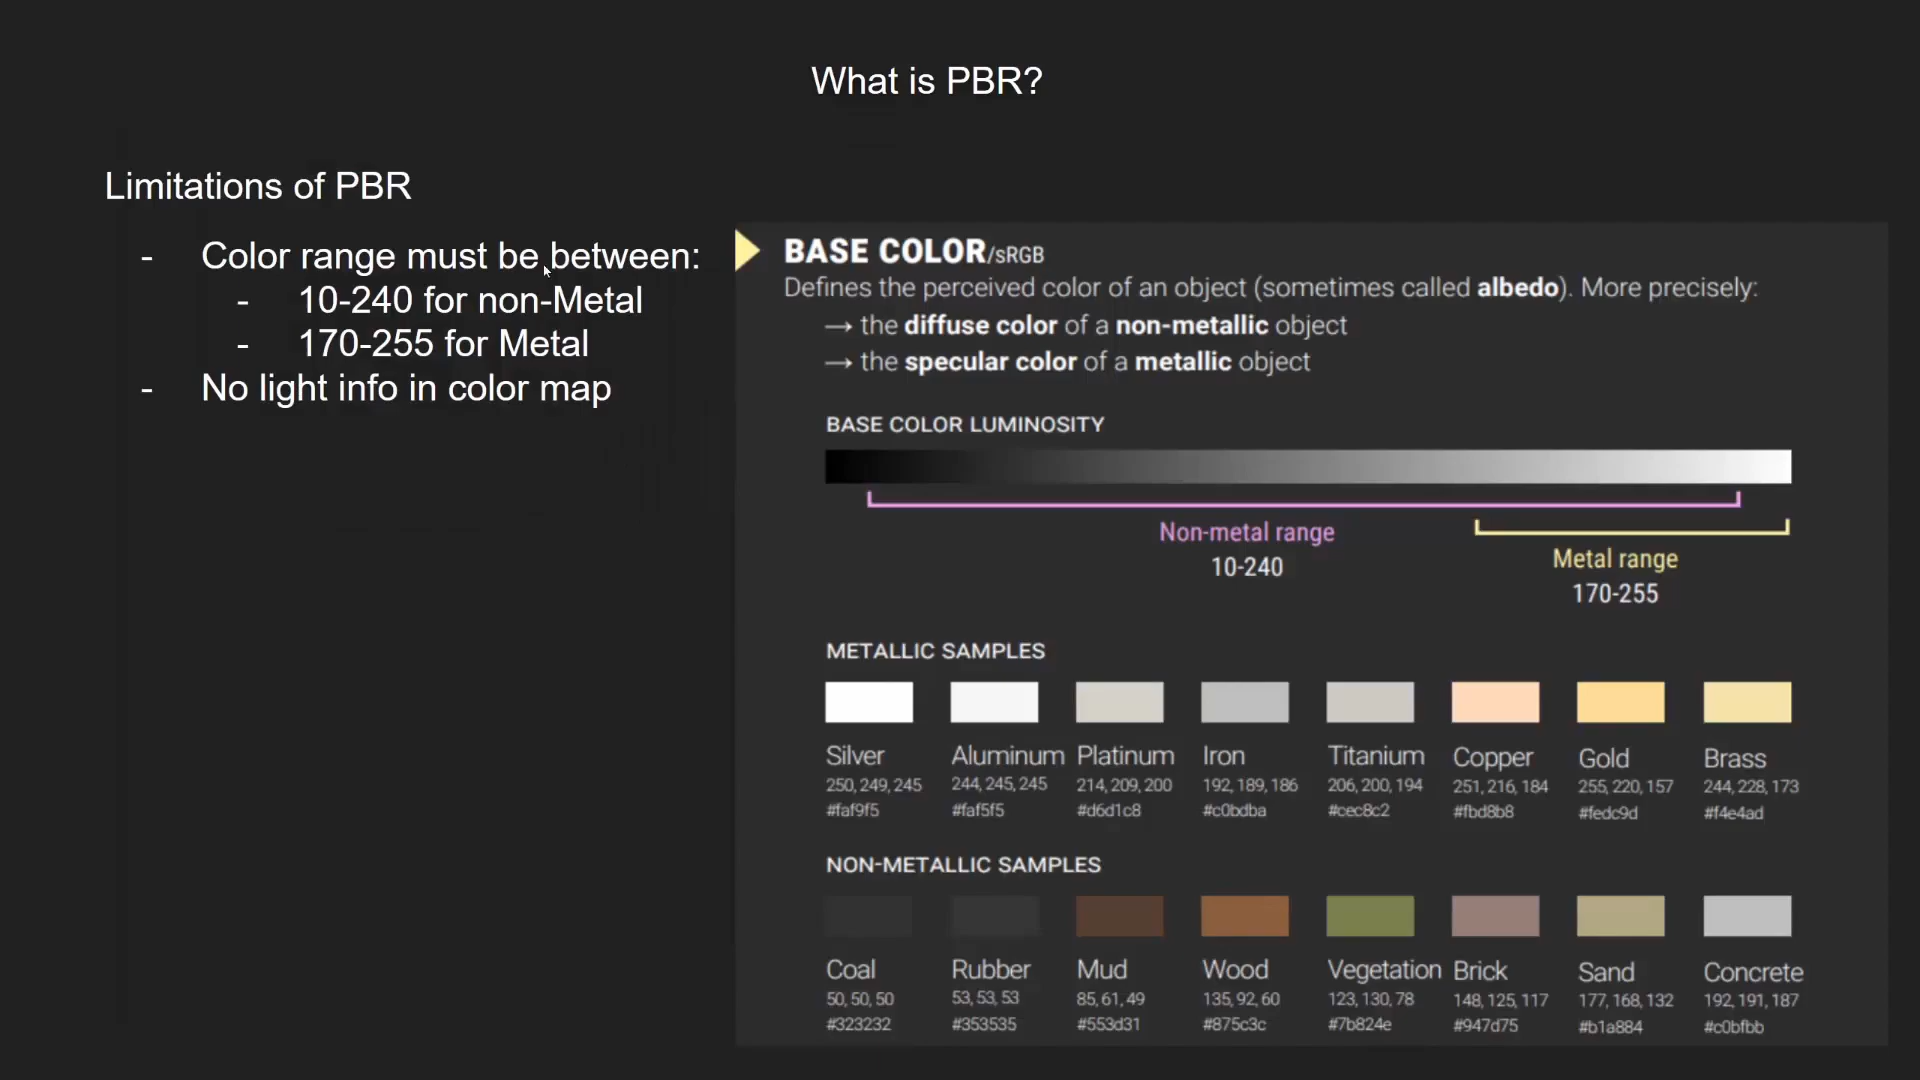 What is PBR?
Limitations of PBR
- Color range must be between:
- 10-240 for non-Metal
- 170-255 for Metal
- No light info in color map
BASE COLOR/sRGB
Defines the perceived color of an object (sometimes called albedo). More precisely:
→ the diffuse color of a non-metallic object
→ the specular color of a metallic object
BASE COLOR LUMINOSITY
Non-metal range
10-240
Metal range
170-255
METALLIC SAMPLES
Silver Aluminum Platinum Iron Titanium Copper Gold Brass
250, 249, 245 244, 245, 245 214, 209, 200 192, 189, 186 206, 200, 194 251, 216, 184 255, 220, 157 244, 228, 173
#faf9f5 #faf5f5 #d6d1c8 #c0bdba #cec8c2 #fbd8b8 #fedc9d #f4e4ad
NON-METALLIC SAMPLES
Coal Rubber Mud Wood Vegetation Brick Sand Concrete
50, 50, 50 53, 53, 53 85, 61, 49 135, 92, 60 123, 130, 78 148, 125, 117 177, 168, 132 192, 191, 187
#323232 #353535 #553d31 #875c3c #7b824e #947d75 #b1a884 #c0bfbb